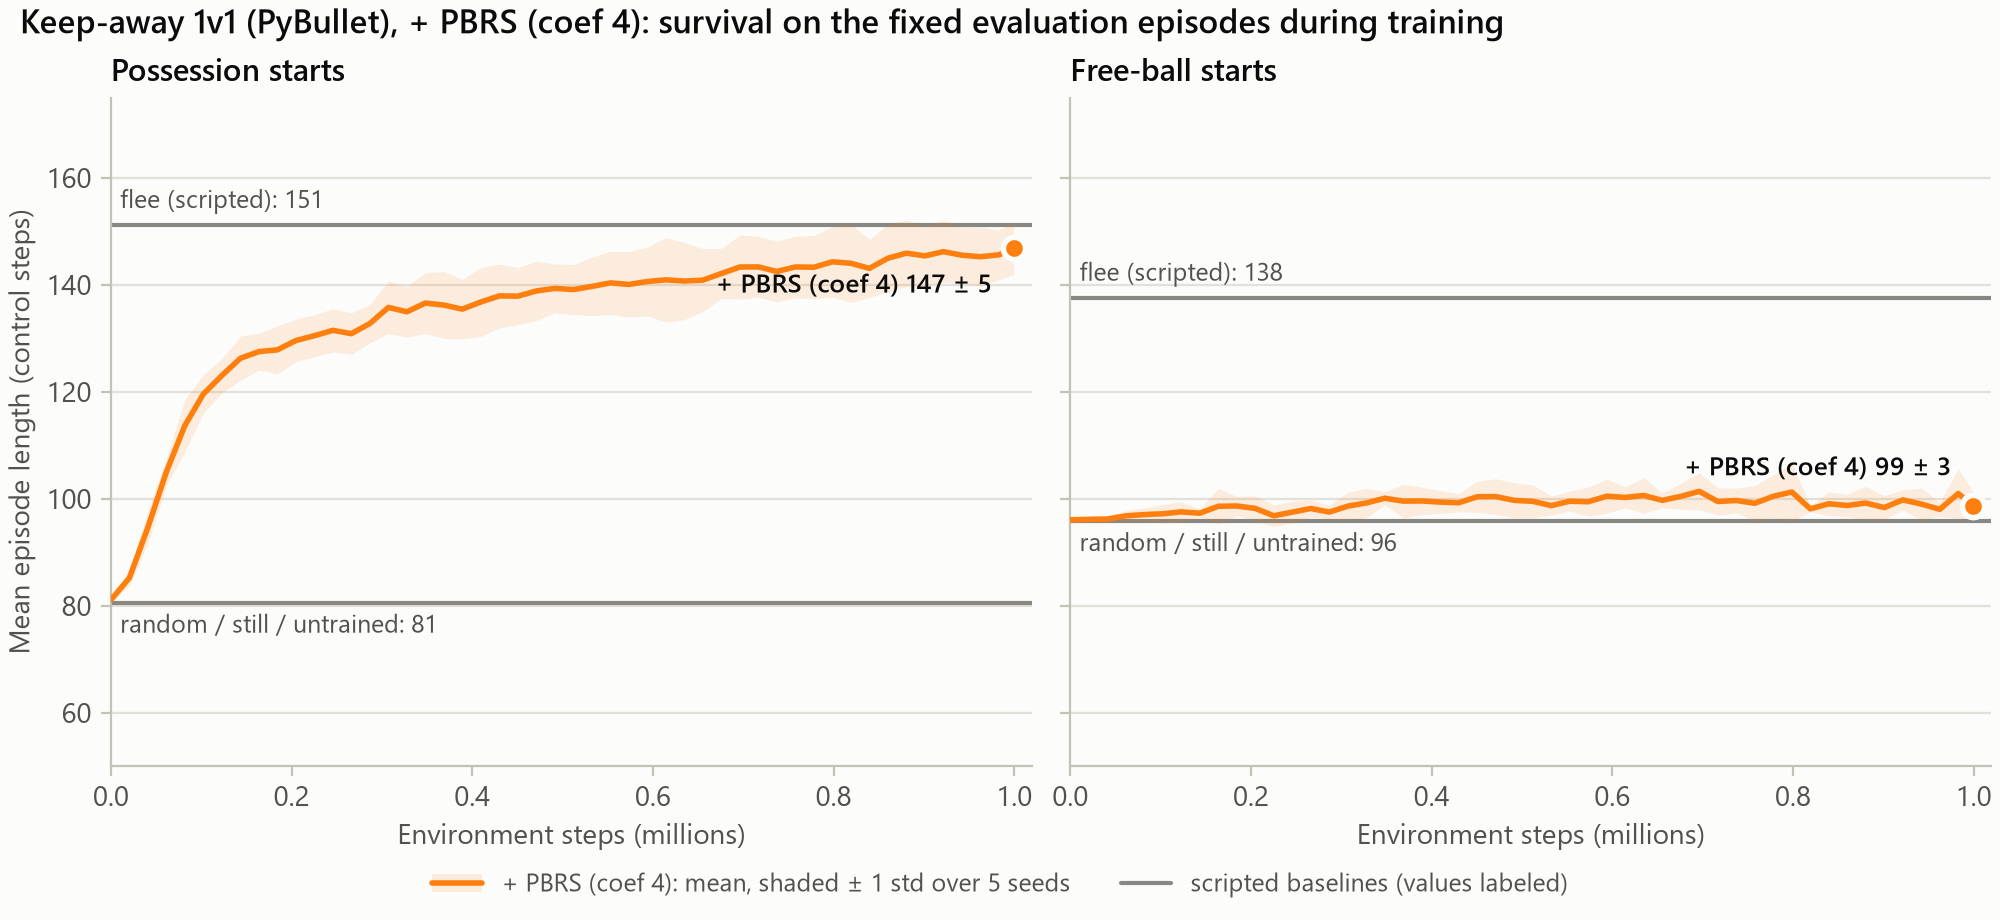 Keep-away 1v1 (PyBullet), + PBRS (coef 4): survival on the fixed evaluation episodes during training
Possession starts
Mean episode length (control steps)
160
140
120
100
80
60
flee (scripted): 151
+ PBRS (coef 4) 147 ± 5
random / still / untrained: 81
0.0 0.2 0.4 0.6 0.8 1.0
Environment steps (millions)
Free-ball starts
flee (scripted): 138
+ PBRS (coef 4) 99 ± 3
random / still / untrained: 96
0.0 0.2 0.4 0.6 0.8 1.0
Environment steps (millions)
+ PBRS (coef 4): mean, shaded ± 1 std over 5 seeds
scripted baselines (values labeled)